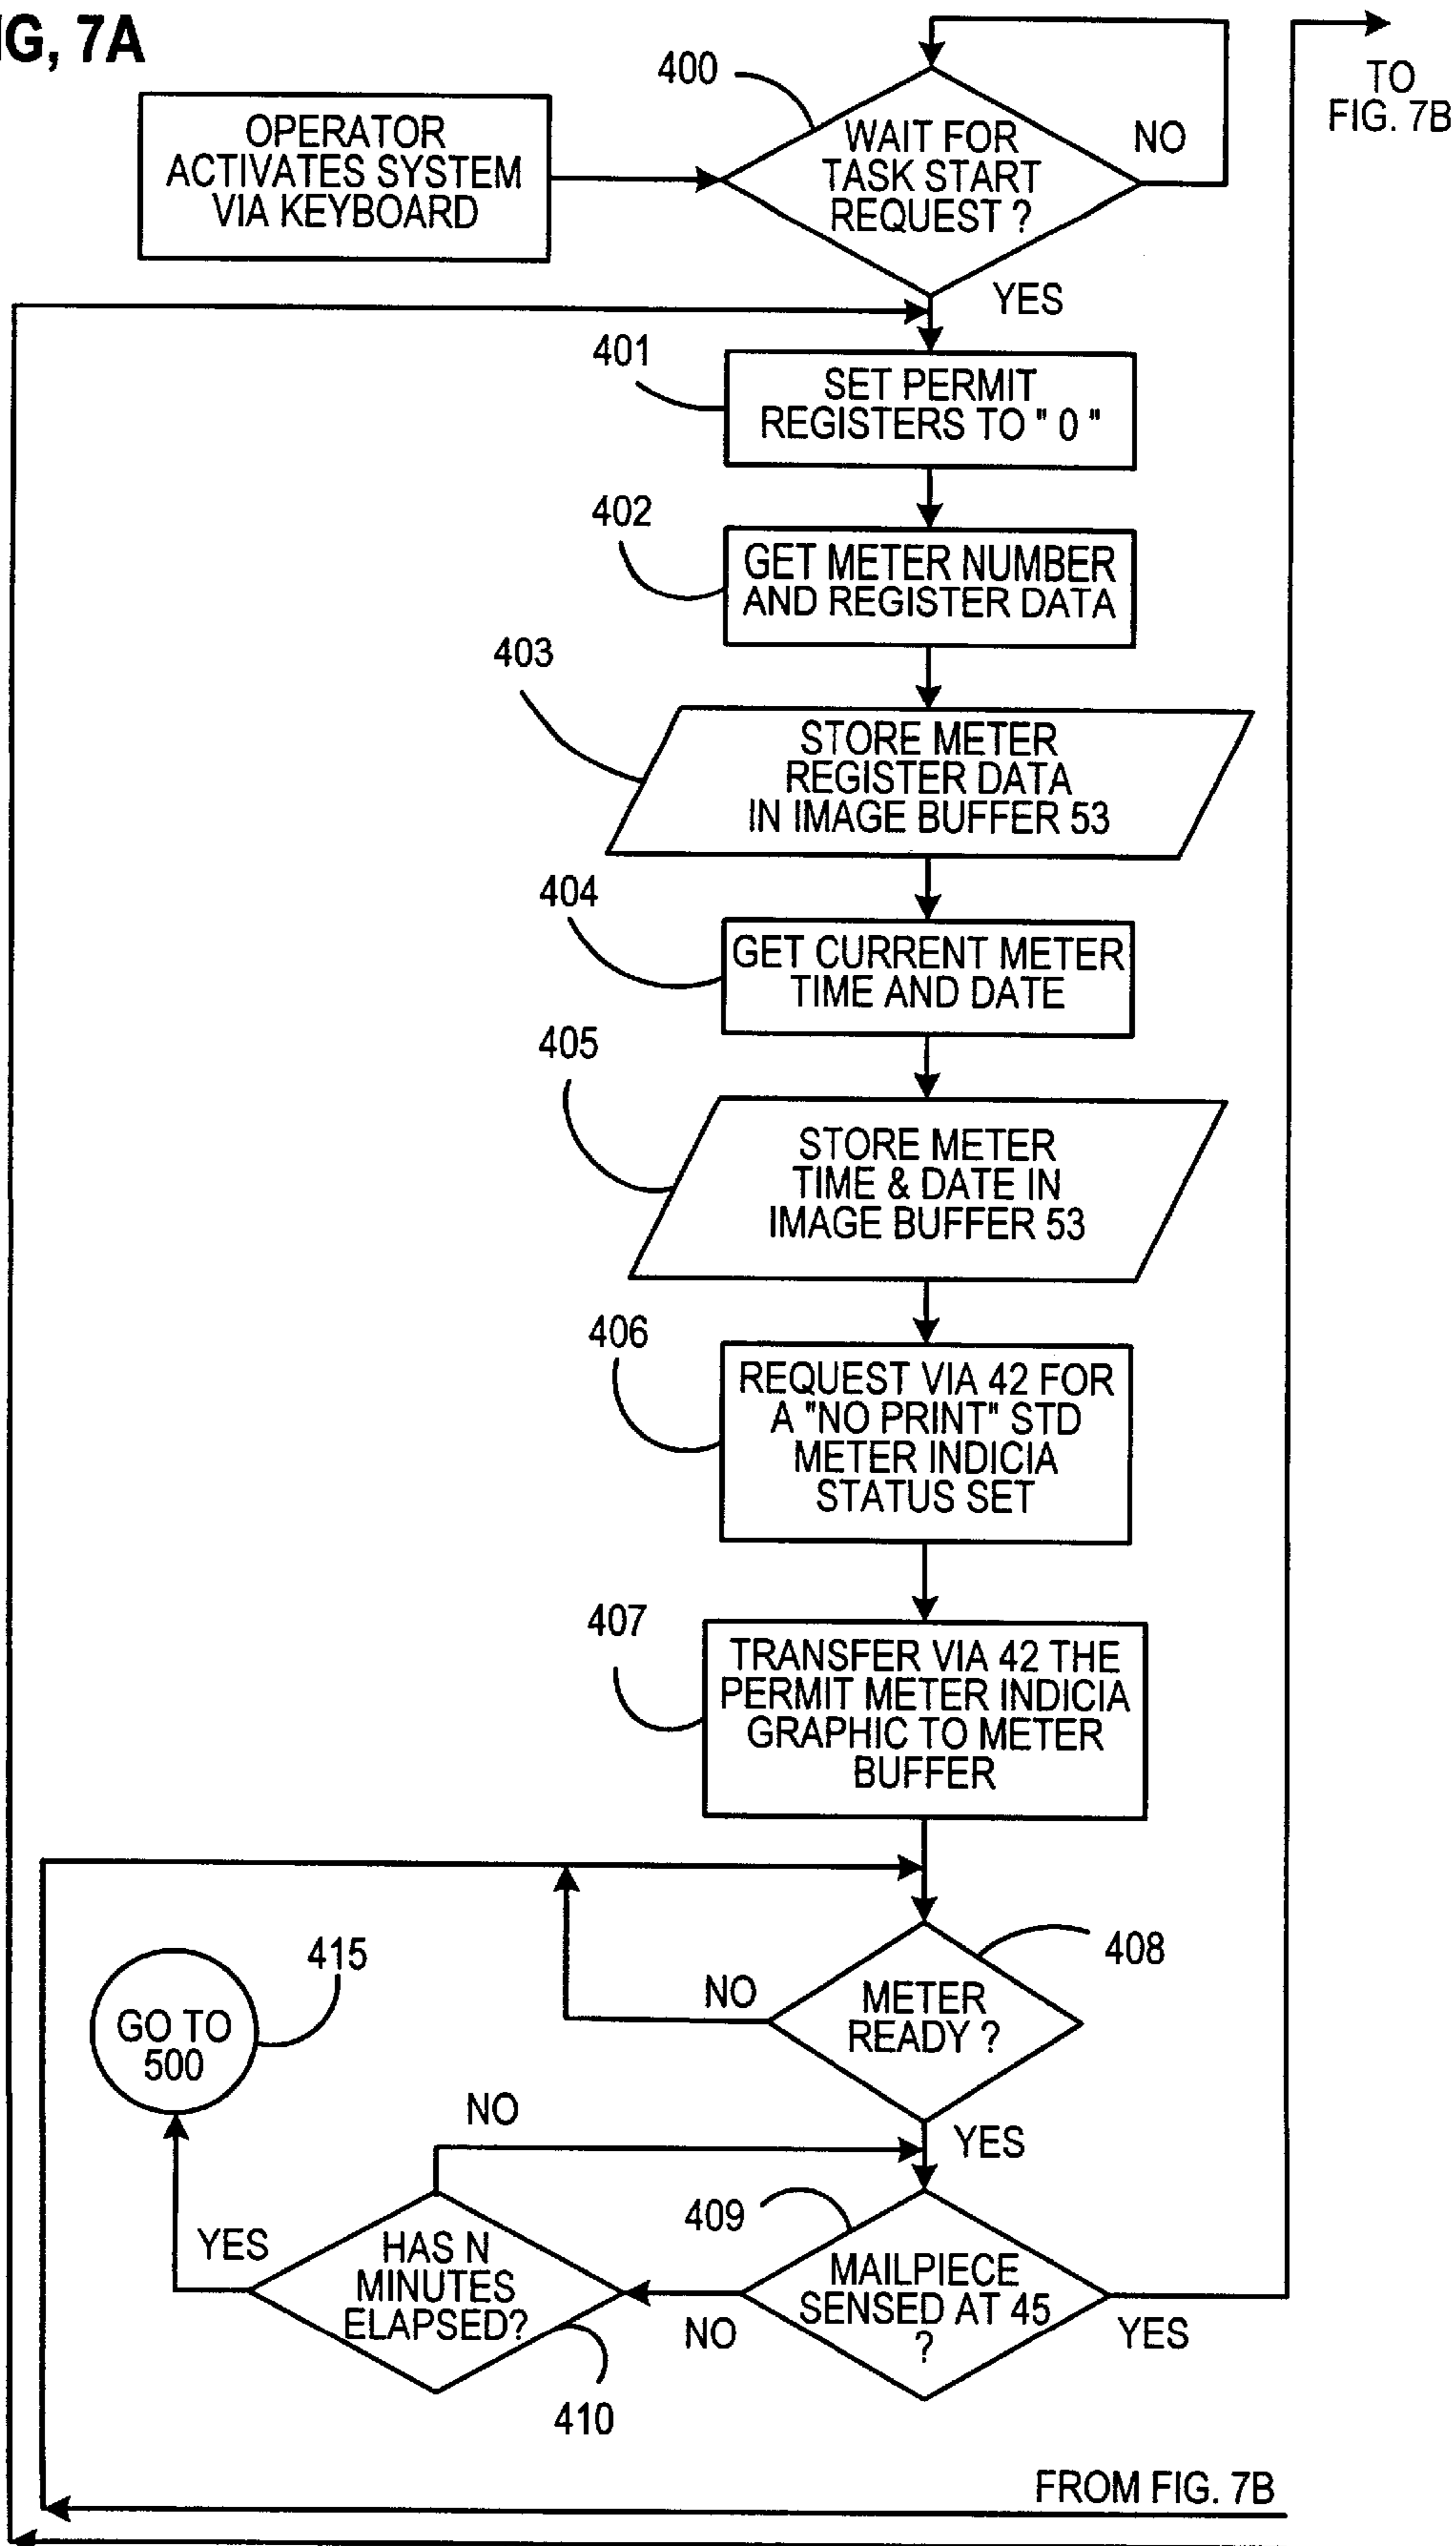 G, 7A
TO
FIG. 7B
400
OPERATOR
ACTIVATES SYSTEM
VIA KEYBOARD
WAIT FOR
TASK START
REQUEST ?
NO
YES
401
SET PERMIT
REGISTERS TO " 0 "
402
GET METER NUMBER
AND REGISTER DATA
403
STORE METER
REGISTER DATA
IN IMAGE BUFFER 53
404
GET CURRENT METER
TIME AND DATE
405
STORE METER
TIME & DATE IN
IMAGE BUFFER 53
406
REQUEST VIA 42 FOR
A "NO PRINT" STD
METER INDICIA
STATUS SET
407
TRANSFER VIA 42 THE
PERMIT METER INDICIA
GRAPHIC TO METER
BUFFER
408
METER
READY ?
NO
YES
415
GO TO
500
NO
409
MAILPIECE
SENSED AT 45
?
YES
NO
HAS N
MINUTES
ELAPSED?
YES
410
FROM FIG. 7B